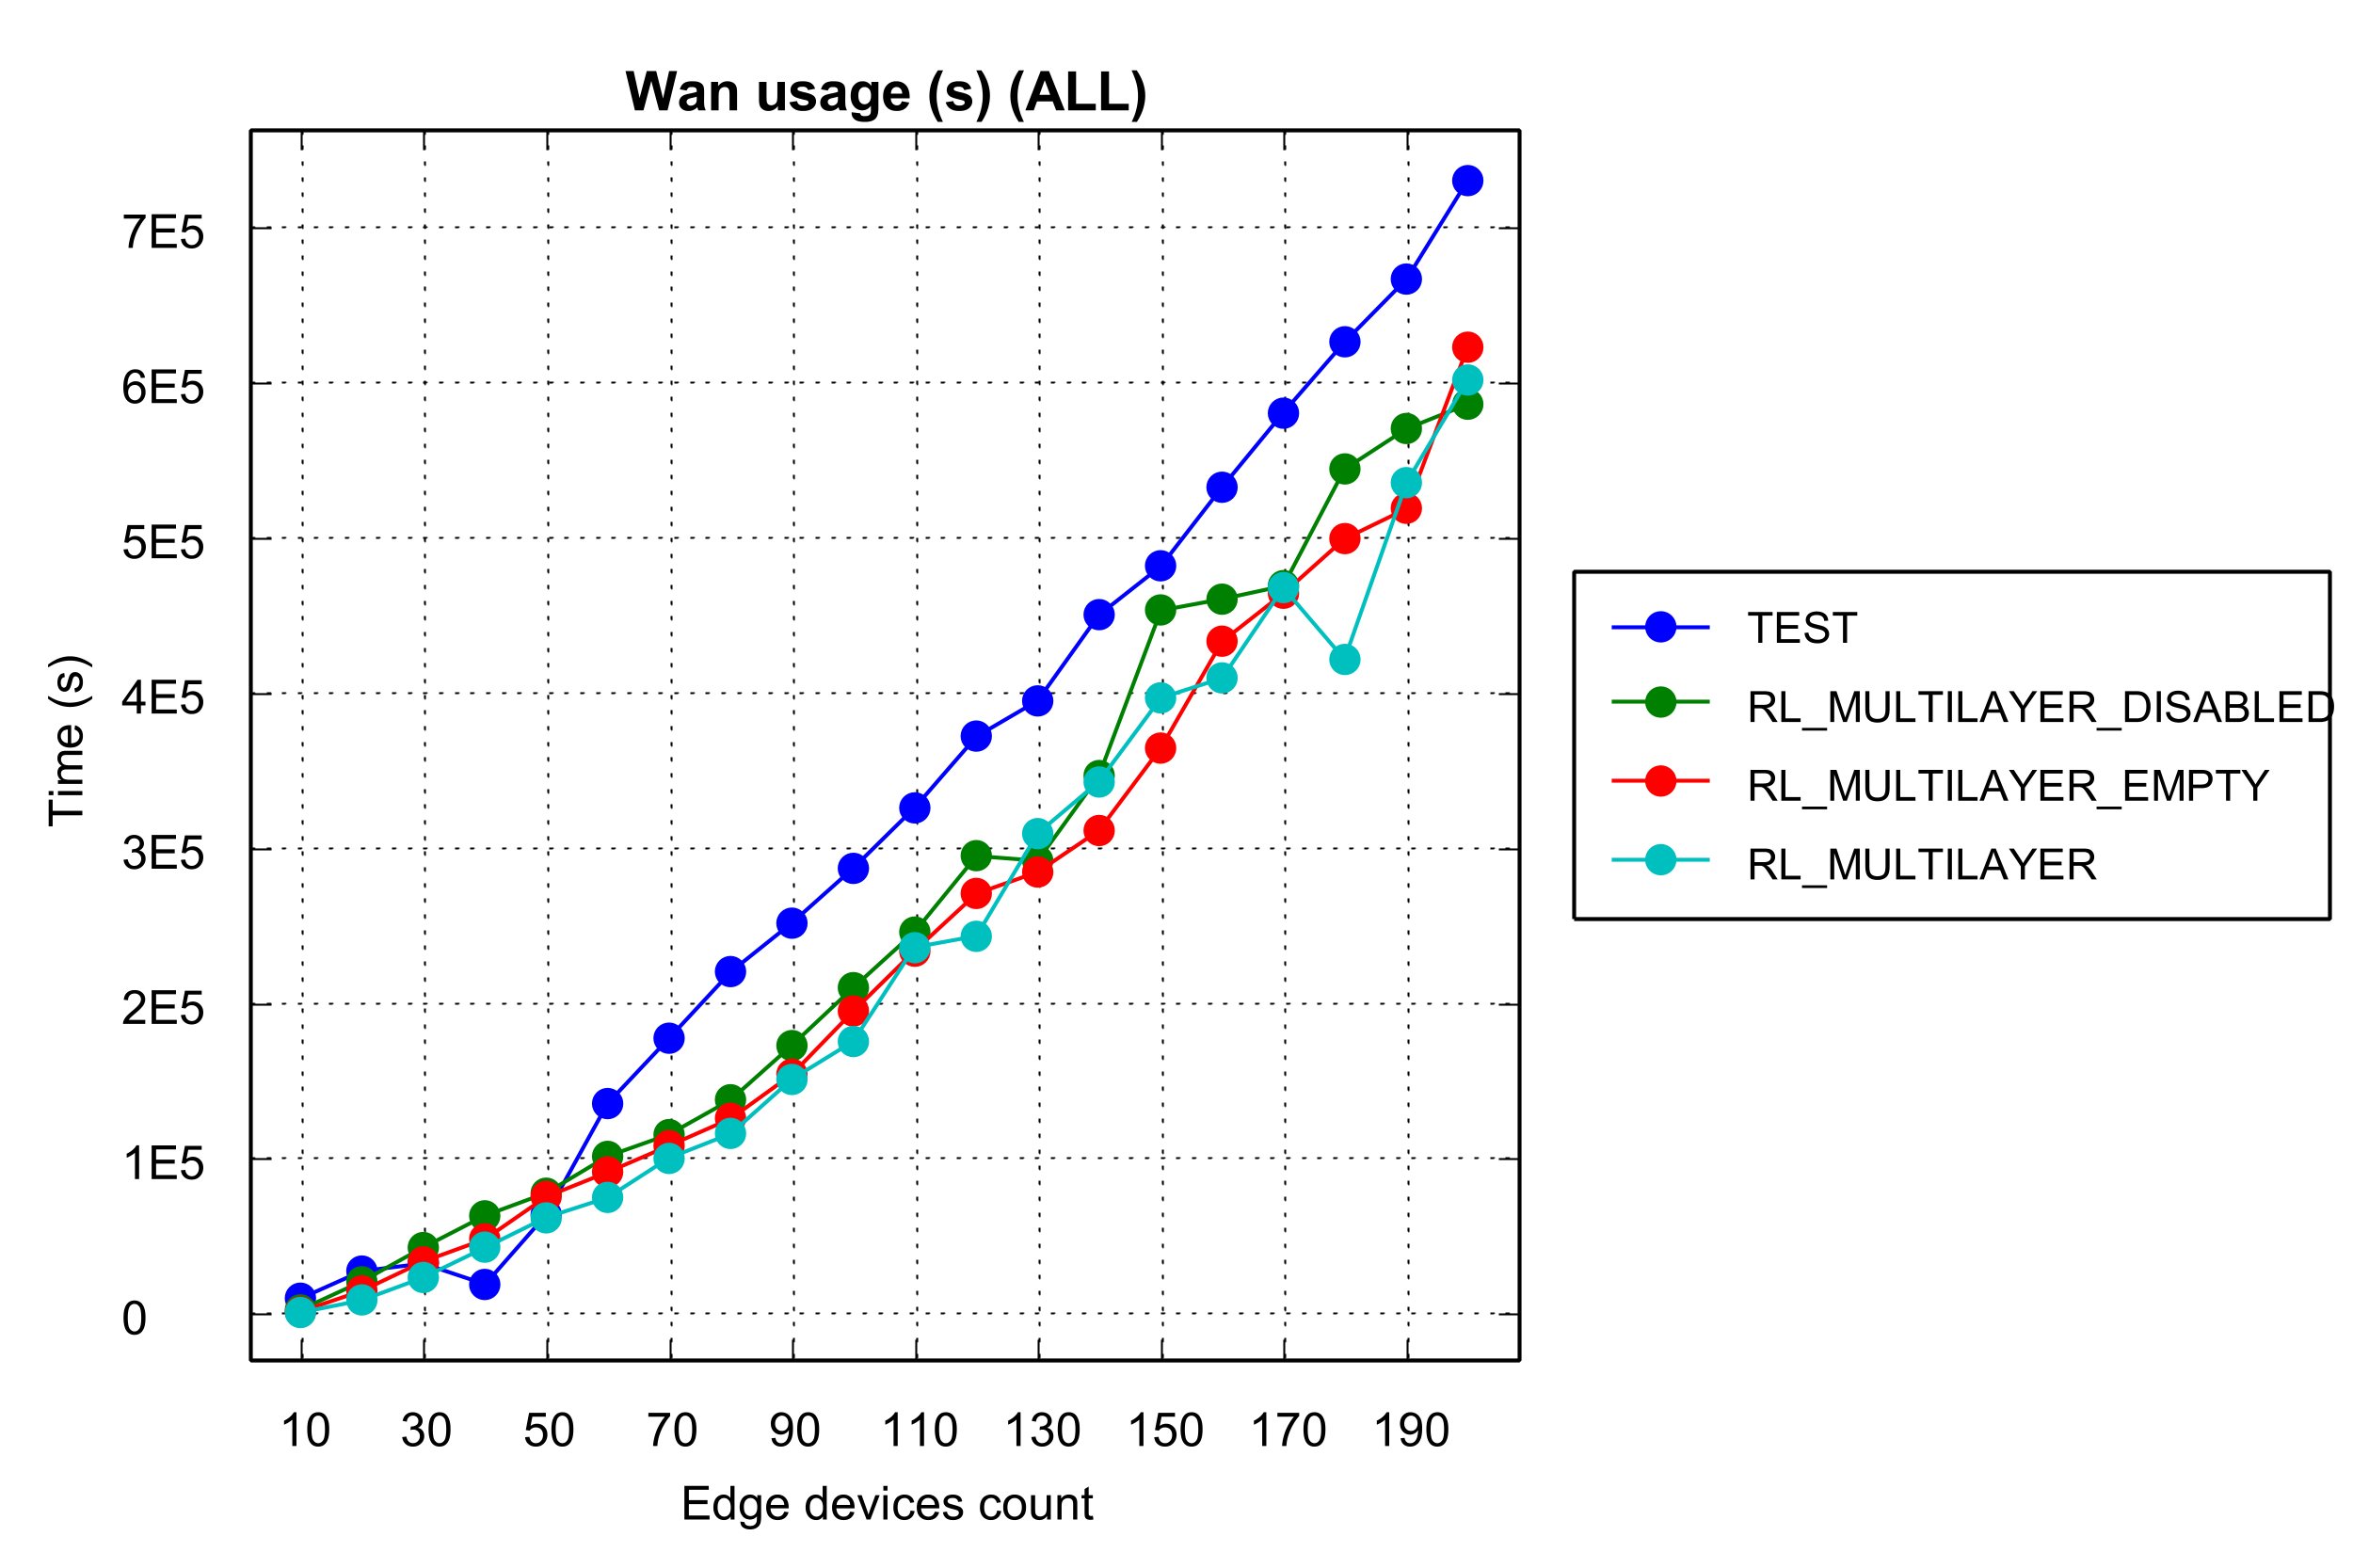 Wan usage (s) (ALL)
7E5
6E5
5E5
4E5
3E5
2E5
1E5
0
Time (s)
10 30 50 70 90 110 130 150 170 190
Edge devices count
TEST
RL_MULTILAYER_DISABLED
RL_MULTILAYER_EMPTY
RL_MULTILAYER